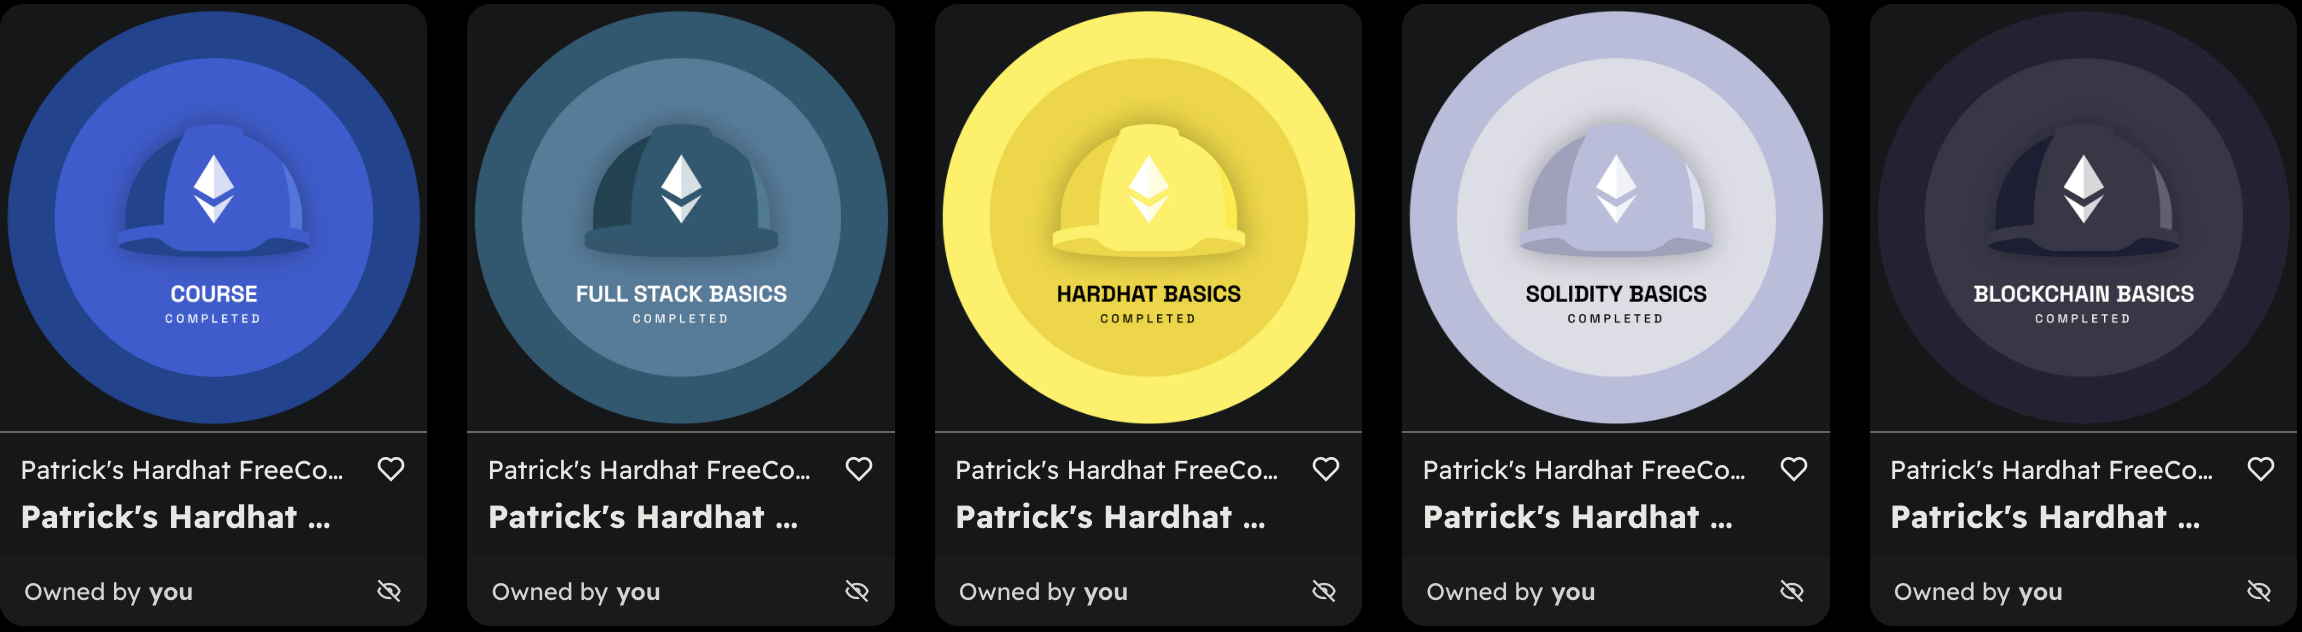 COURSE
COMPLETED
Patrick's Hardhat FreeCo...
Patrick's Hardhat ...
Owned by you
FULL STACK BASICS
COMPLETED
Patrick's Hardhat FreeCo...
Patrick's Hardhat ...
Owned by you
HARDHAT BASICS
COMPLETED
Patrick's Hardhat FreeCo...
Patrick's Hardhat ...
Owned by you
SOLIDITY BASICS
COMPLETED
Patrick's Hardhat FreeCo...
Patrick's Hardhat ...
Owned by you
BLOCKCHAIN BASICS
COMPLETED
Patrick's Hardhat FreeCo...
Patrick's Hardhat ...
Owned by you